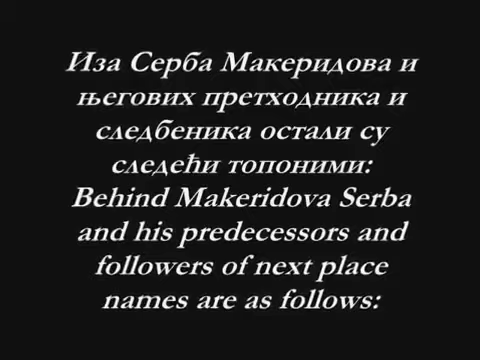 Иза Серба Макеридова и
његових претходника и
следбеника остали су
следећи топоними:
Behind Makeridova Serba
and his predecessors and
followers of next place
names are as follows: